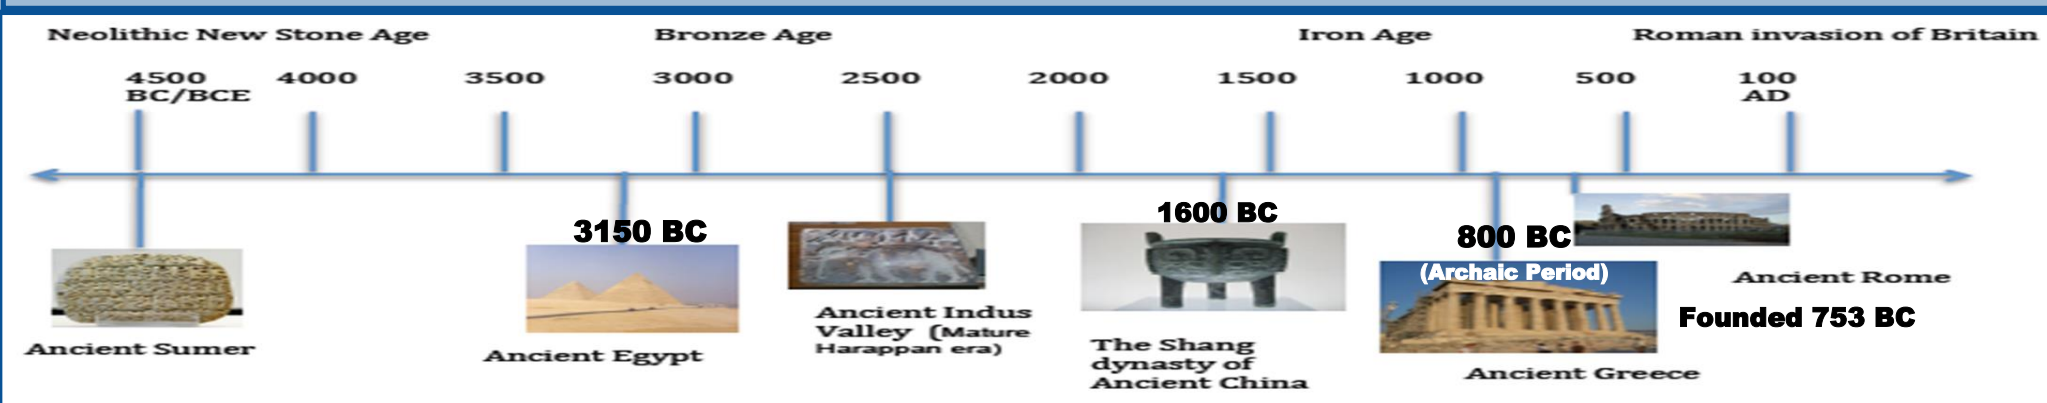 Neolithic New Stone Age Bronze Age Iron Age Roman invasion of Britain
4500 4000 3500 3000 2500 2000 1500 1000 500 100
BC/BCE AD
3150 BC
1600 BC
800 BC
(Archaic Period)
Ancient Sumer
Ancient Egypt
Ancient Indus
Valley (Mature
Harappan era)
The Shang
dynasty of
Ancient China
Ancient Greece
Ancient Rome
Founded 753 BC